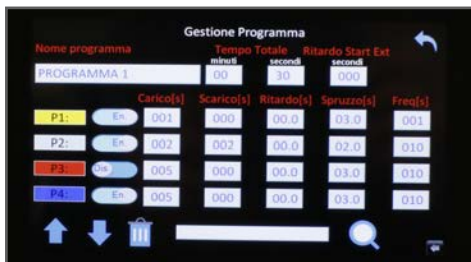 Gestione Programma
Nome programma Tempo Totale Ritardo Start Ext
minuti secondi secondi
PROGRAMMA 1 00 30 000
Carico[s] Scarico[s] Ritardo[s] Spruzzo[s] Freq[s]
P1: En. 001 000 00.0 03.0 001
P2: En. 002 002 00.0 02.0 010
P3: Dis 005 000 00.0 03.0 010
P4: En. 005 000 00.0 03.0 010